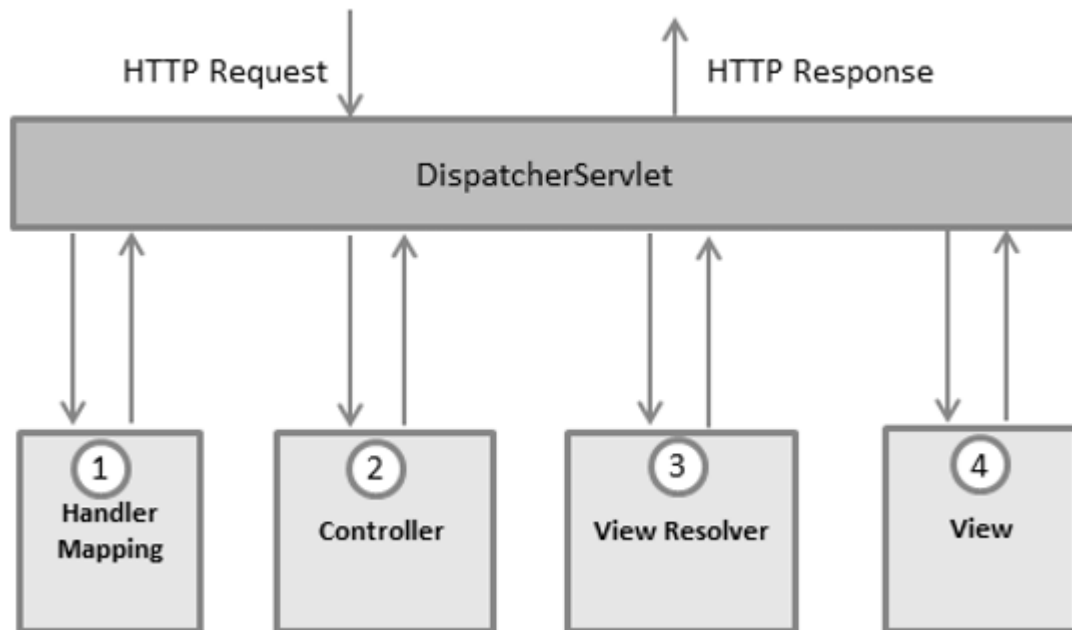 HTTP Request
HTTP Response
DispatcherServlet
1
Handler
Mapping
2
Controller
3
View Resolver
4
View